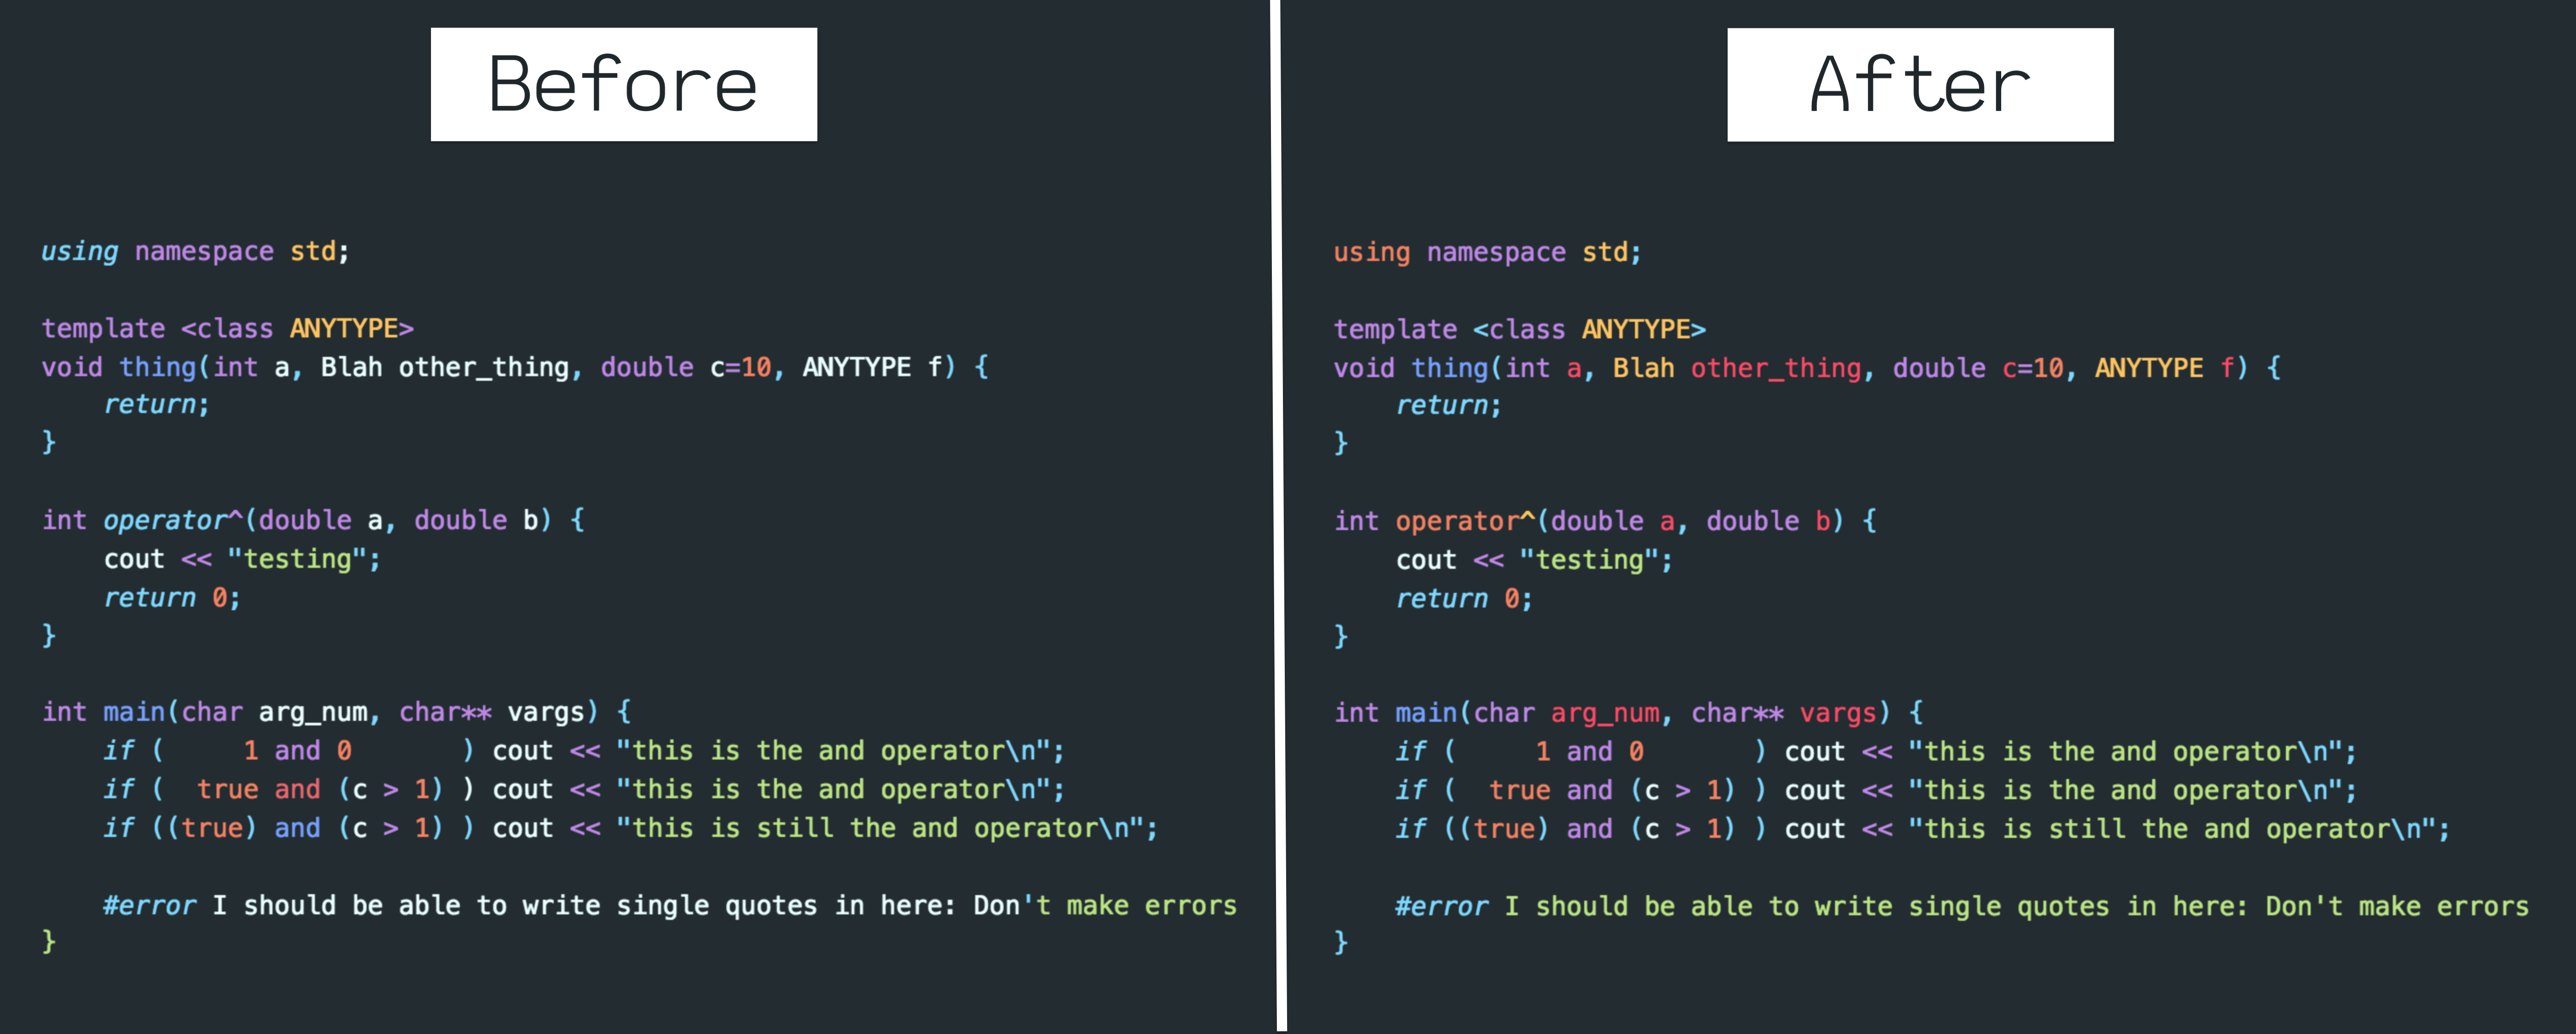 Before
using namespace std;
template <class ANYTYPE>
void thing(int a, Blah other_thing, double c=10, ANYTYPE f) {
    return;
}
int operator^(double a, double b) {
    cout << "testing";
    return 0;
}
int main(char arg_num, char** vargs) {
    if (     1 and 0       ) cout << "this is the and operator\n";
    if (  true and (c > 1) ) cout << "this is the and operator\n";
    if ((true) and (c > 1) ) cout << "this is still the and operator\n";
    #error I should be able to write single quotes in here: Don't make errors
}
After
using namespace std;
template <class ANYTYPE>
void thing(int a, Blah other_thing, double c=10, ANYTYPE f) {
    return;
}
int operator^(double a, double b) {
    cout << "testing";
    return 0;
}
int main(char arg_num, char** vargs) {
    if (     1 and 0       ) cout << "this is the and operator\n";
    if (  true and (c > 1) ) cout << "this is the and operator\n";
    if ((true) and (c > 1) ) cout << "this is still the and operator\n";
    #error I should be able to write single quotes in here: Don't make errors
}